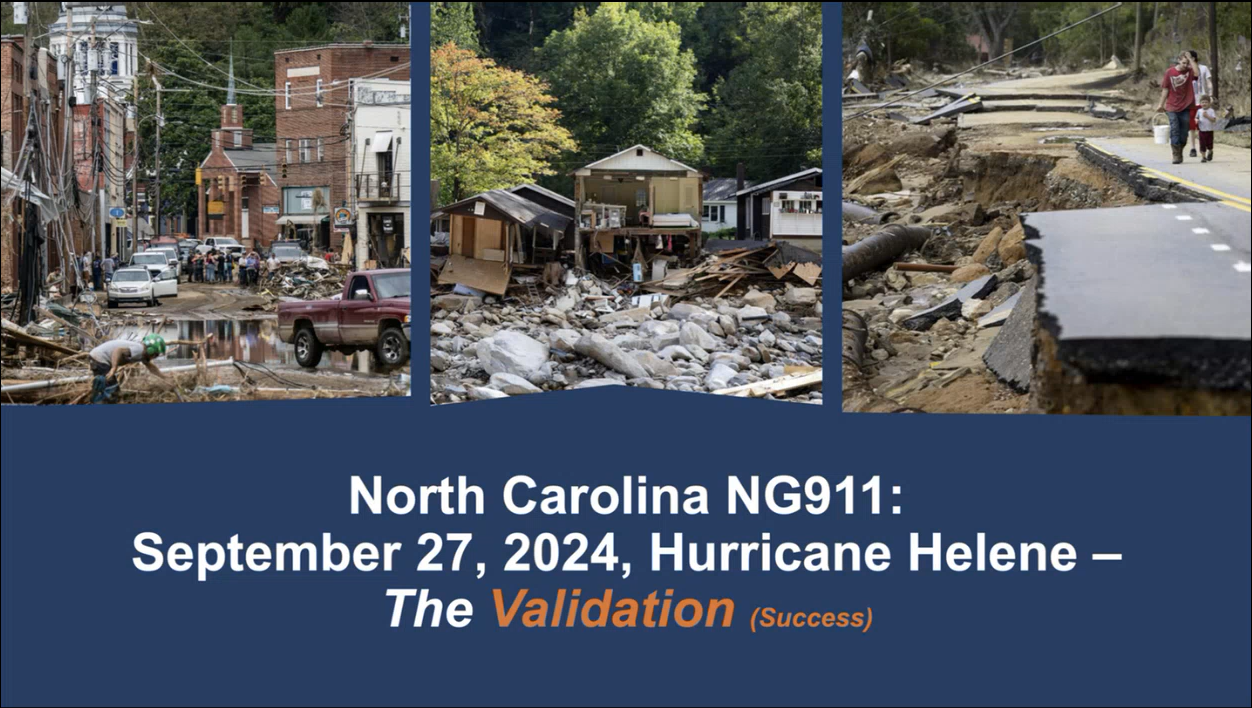 North Carolina NG911:
September 27, 2024, Hurricane Helene –
The Validation (Success)